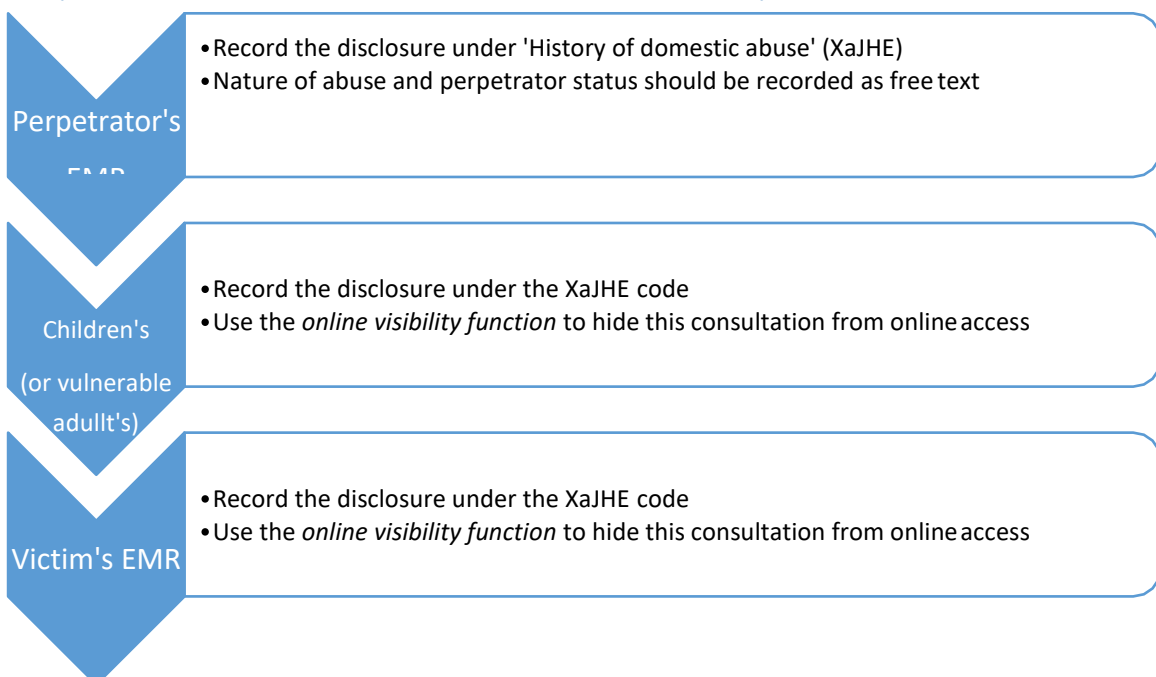 Perpetrator's
EMR
•Record the disclosure under 'History of domestic abuse' (XaJHE)
•Nature of abuse and perpetrator status should be recorded as free text
Children's
(or vulnerable
adullt's)
•Record the disclosure under the XaJHE code
•Use the online visibility function to hide this consultation from online access
Victim's EMR
•Record the disclosure under the XaJHE code
•Use the online visibility function to hide this consultation from online access